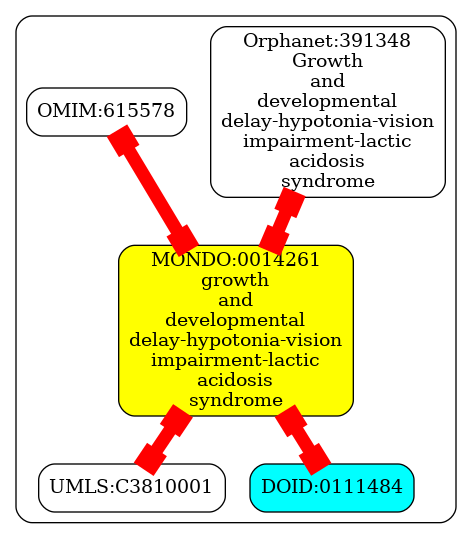 OMIM:615578
Orphanet:391348
Growth
and
developmental
delay-hypotonia-vision
impairment-lactic
acidosis
syndrome
MONDO:0014261
growth
and
developmental
delay-hypotonia-vision
impairment-lactic
acidosis
syndrome
UMLS:C3810001
DOID:0111484